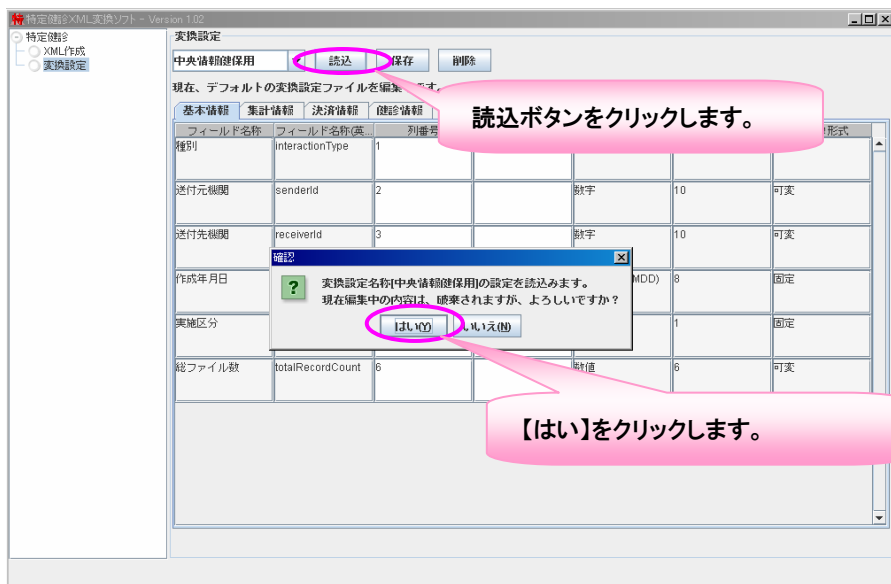 特定健診XML変換ソフト - Version 1.02
特定健診
XML作成
変換設定
変換設定
中央情報健保用
読込
保存
削除
現在、デフォルトの変換設定ファイルを編集
基本情報 集計情報 決済情報 健診情報
読込ボタンをクリックします。
フィールド名称 フィールド名称(英... 列番号 形式
種別 interactionType 1
送付元機関 senderId 2 数字 10 可変
送付先機関 receiverId 3 数字 10 可変
確認
変換設定名称[中央情報健保用]の設定を読込みます。
現在編集中の内容は、破棄されますが、よろしいですか？
はい(Y) いいえ(N)
作成年月日 MDD) 8 固定
実施区分 1 固定
総ファイル数 totalRecordCount 6 数値 6 可変
【はい】をクリックします。